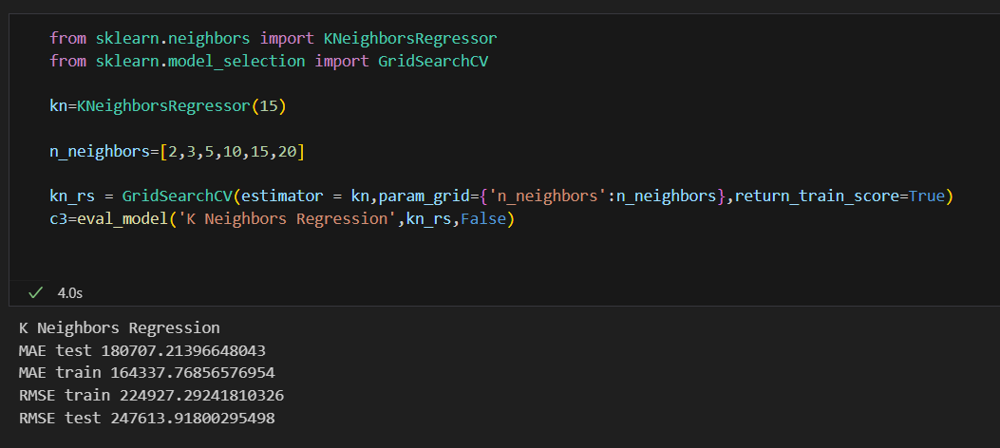 from sklearn.neighbors import KNeighborsRegressor
from sklearn.model_selection import GridSearchCV
kn=KNeighborsRegressor(15)
n_neighbors=[2,3,5,10,15,20]
kn_rs = GridSearchCV(estimator = kn,param_grid={'n_neighbors':n_neighbors},return_train_score=True)
c3=eval_model('K Neighbors Regression',kn_rs,False)
4.0s
K Neighbors Regression
MAE test 180707.21396648043
MAE train 164337.76856576954
RMSE train 224927.29241810326
RMSE test 247613.91800295498